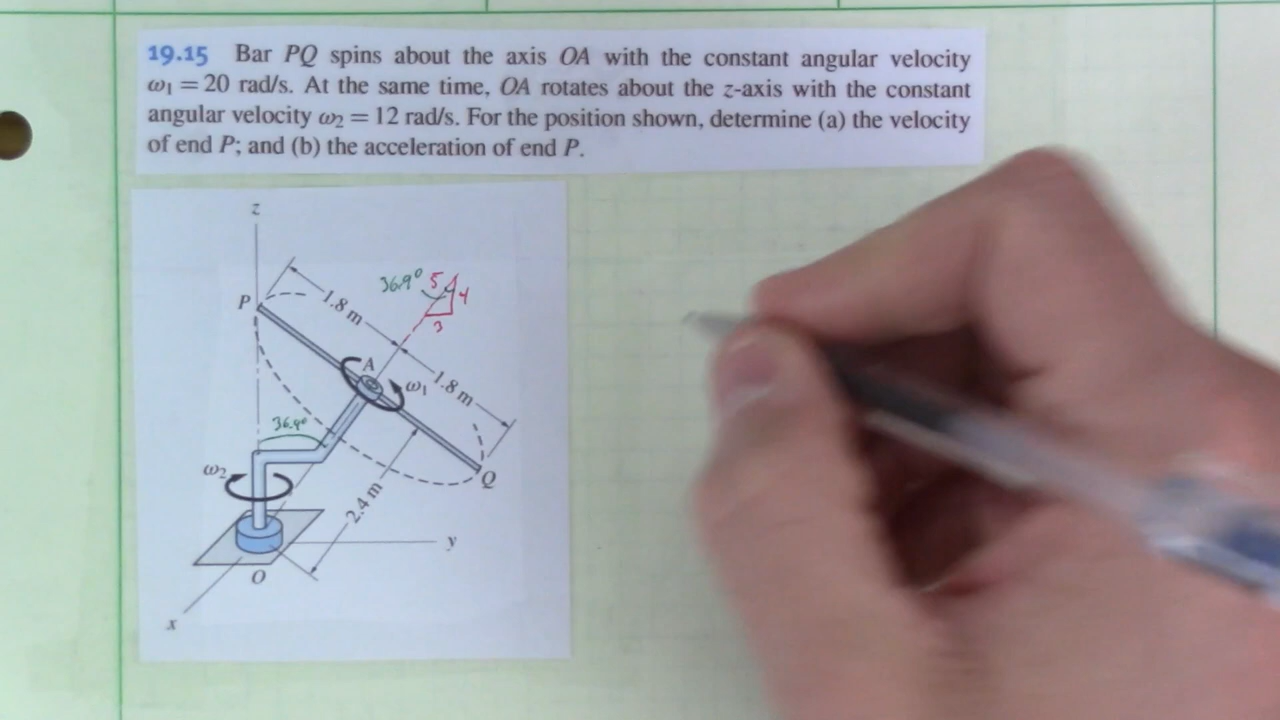 19.15 Bar PQ spins about the axis OA with the constant angular velocity
ω₁ = 20 rad/s. At the same time, OA rotates about the z-axis with the constant
angular velocity ω₂ = 12 rad/s. For the position shown, determine (a) the velocity
of end P; and (b) the acceleration of end P.
z
P
1.8 m
36.9° 5
4
3
A
ω₁
1.8 m
36.9°
ω₂
Q
2.4 m
y
O
x